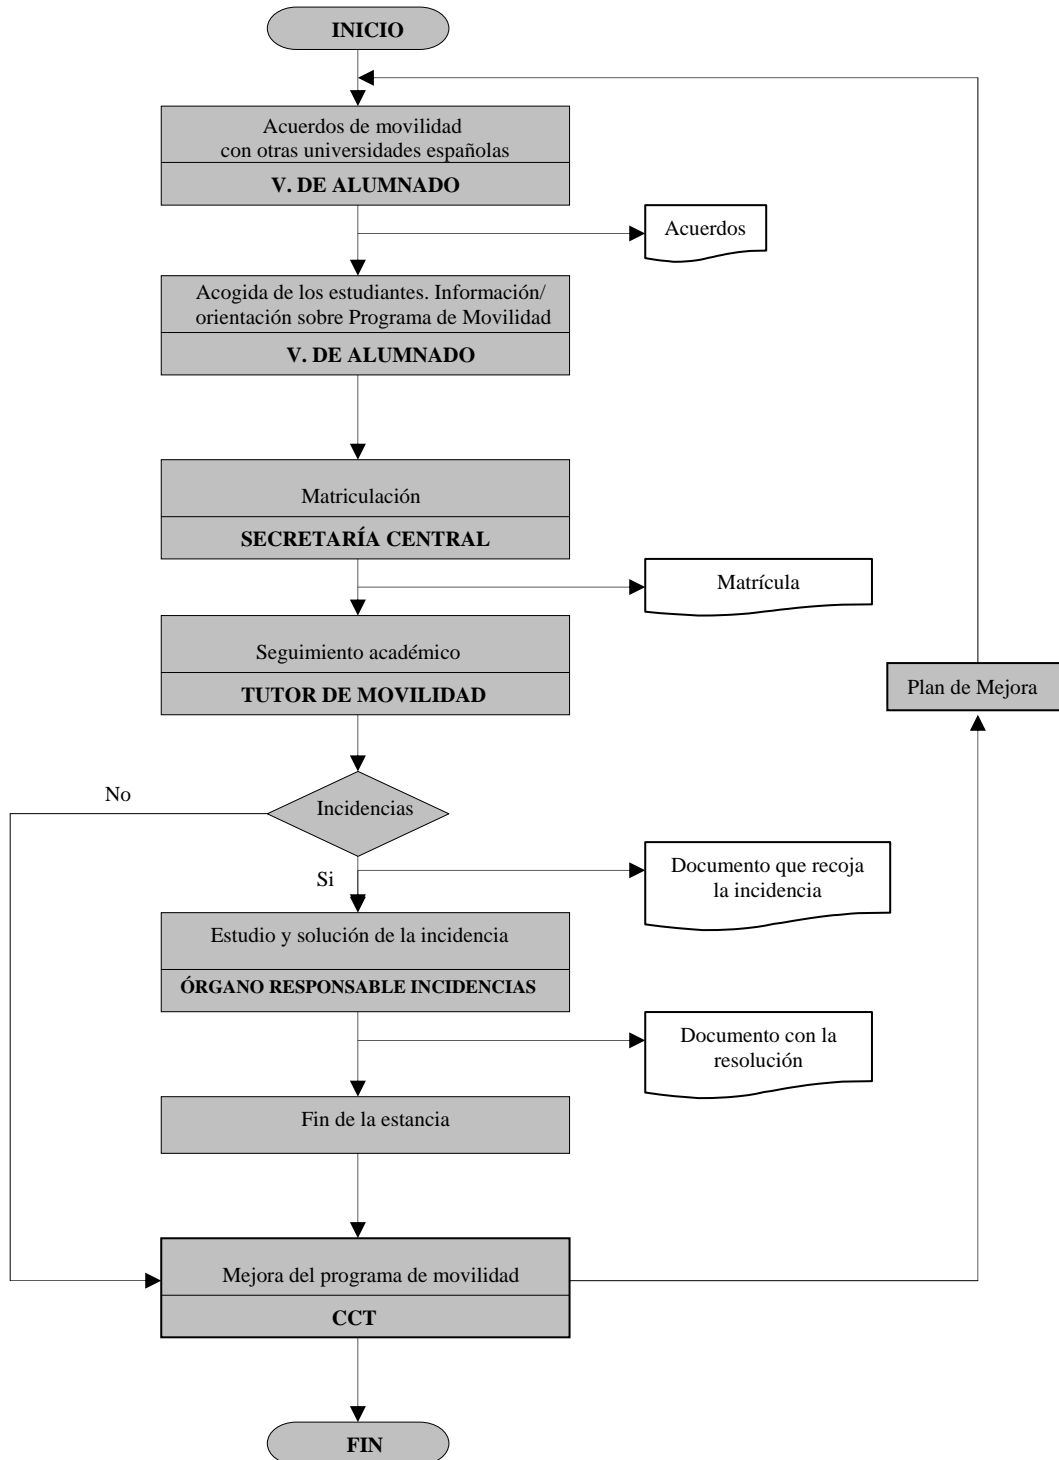 INICIO
Acuerdos de movilidad
con otras universidades españolas
V. DE ALUMNADO
Acuerdos
Acogida de los estudiantes. Información/
orientación sobre Programa de Movilidad
V. DE ALUMNADO
Matriculación
SECRETARÍA CENTRAL
Matrícula
Seguimiento académico
TUTOR DE MOVILIDAD
Plan de Mejora
No
Incidencias
Si
Documento que recoja
la incidencia
Estudio y solución de la incidencia
ÓRGANO RESPONSABLE INCIDENCIAS
Documento con la
resolución
Fin de la estancia
Mejora del programa de movilidad
CCT
FIN